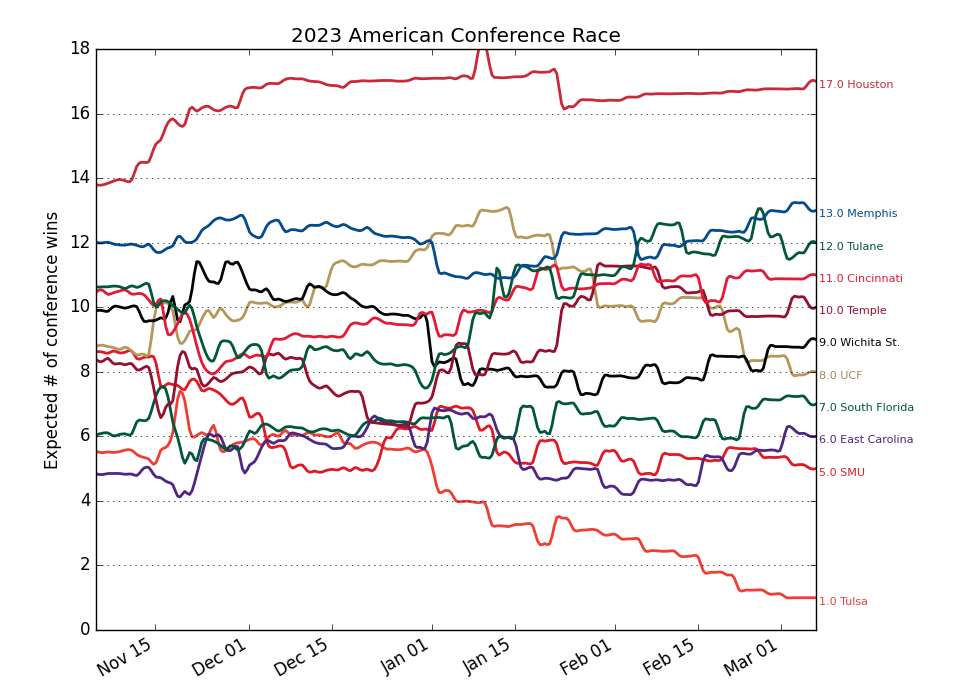 2023 American Conference Race
Expected # of conference wins
18
16
14
12
10
8
6
4
2
0
17.0 Houston
13.0 Memphis
12.0 Tulane
11.0 Cincinnati
10.0 Temple
9.0 Wichita St.
8.0 UCF
7.0 South Florida
6.0 East Carolina
5.0 SMU
1.0 Tulsa
Nov 15
Dec 01
Dec 15
Jan 01
Jan 15
Feb 01
Feb 15
Mar 01